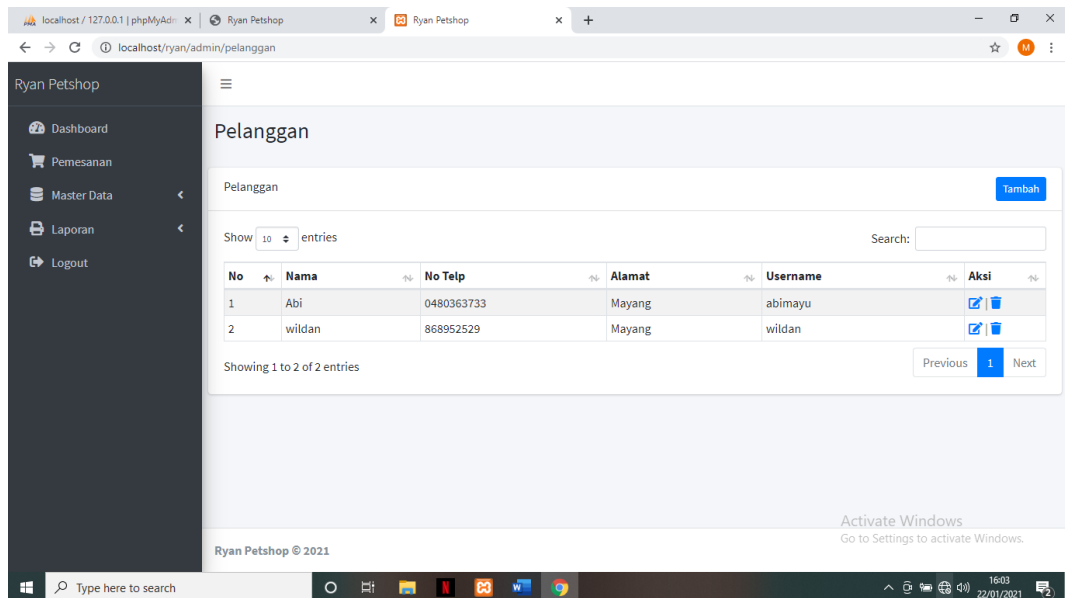 localhost / 127.0.0.1 | phpMyAdm
Ryan Petshop
Ryan Petshop
localhost/ryan/admin/pelanggan
M
Ryan Petshop
Dashboard
Pemesanan
Master Data
Laporan
Logout
Pelanggan
Pelanggan
Tambah
Show 10 entries
Search:
No Nama No Telp Alamat Username Aksi
1 Abi 0480363733 Mayang abimayu |
2 wildan 868952529 Mayang wildan |
Showing 1 to 2 of 2 entries
Previous 1 Next
Activate Windows
Go to Settings to activate Windows.
Ryan Petshop © 2021
Type here to search
N
W
16:03
22/01/2021
2